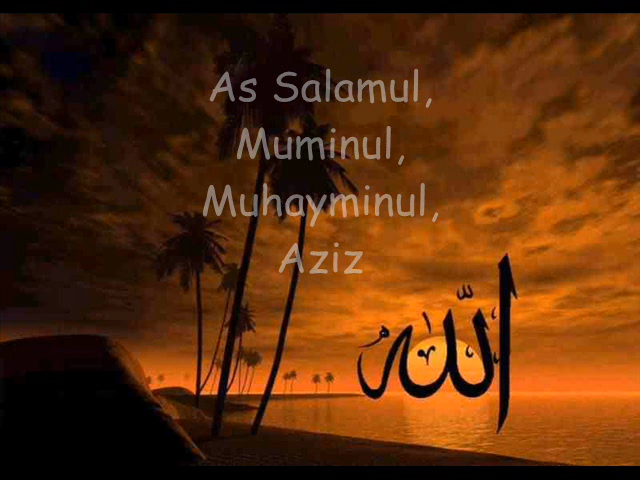 As Salamul,
Muminul,
Muhayminul,
Aziz
الله